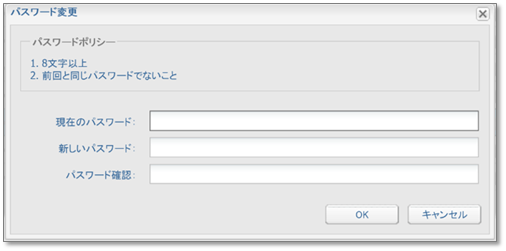 パスワード変更
パスワードポリシー
1. 8文字以上
2. 前回と同じパスワードでないこと
現在のパスワード:
新しいパスワード:
パスワード確認:
OK キャンセル